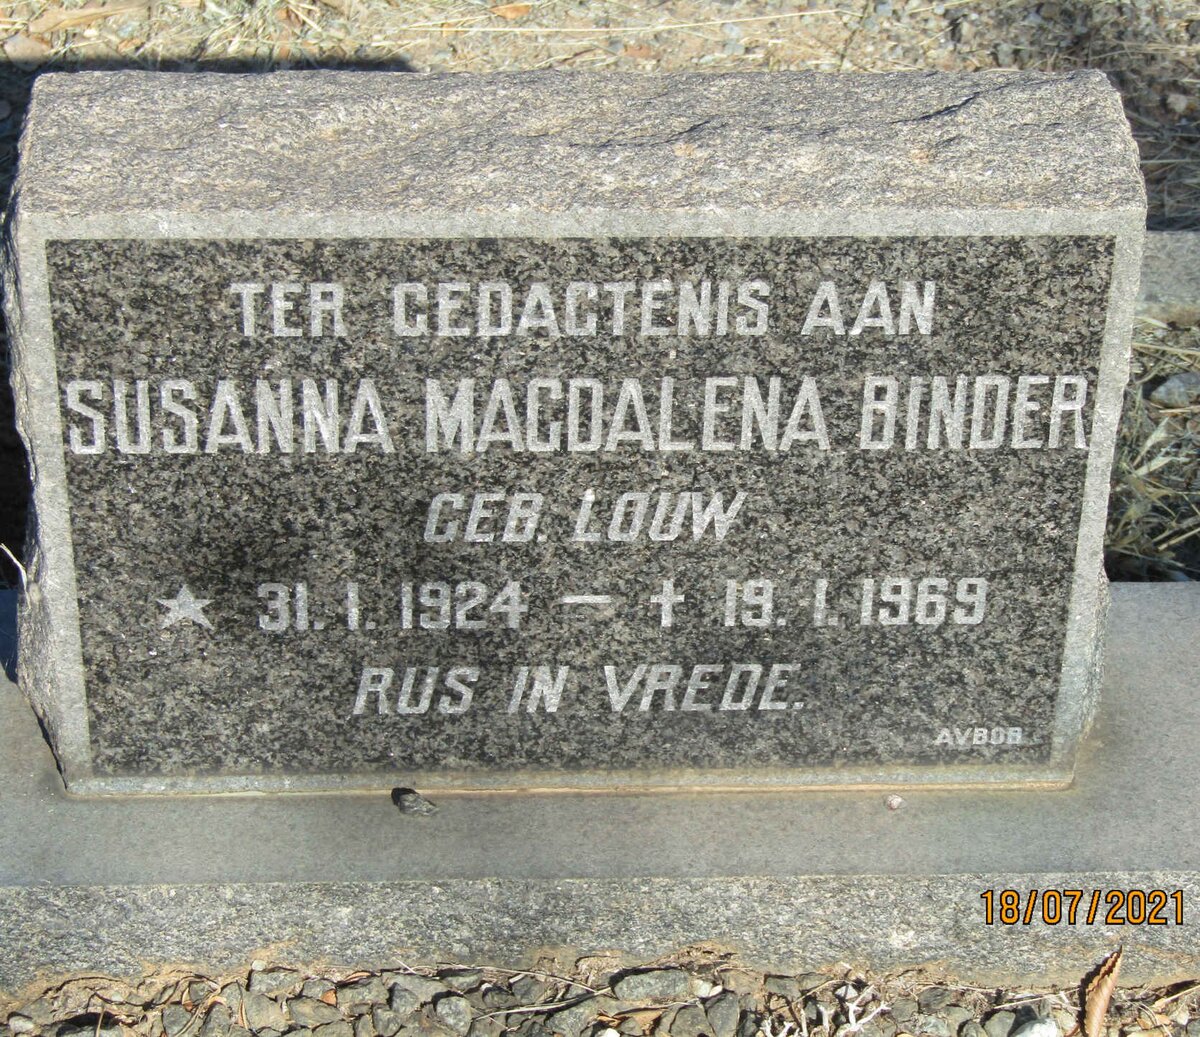 TER GEDAGTENIS AAN
SUSANNA MAGDALENA BINDER
GEB. LOUW
★ 31. 1. 1924 – † 19. 1. 1969
RUS IN VREDE.
AVBOB
18/07/2021